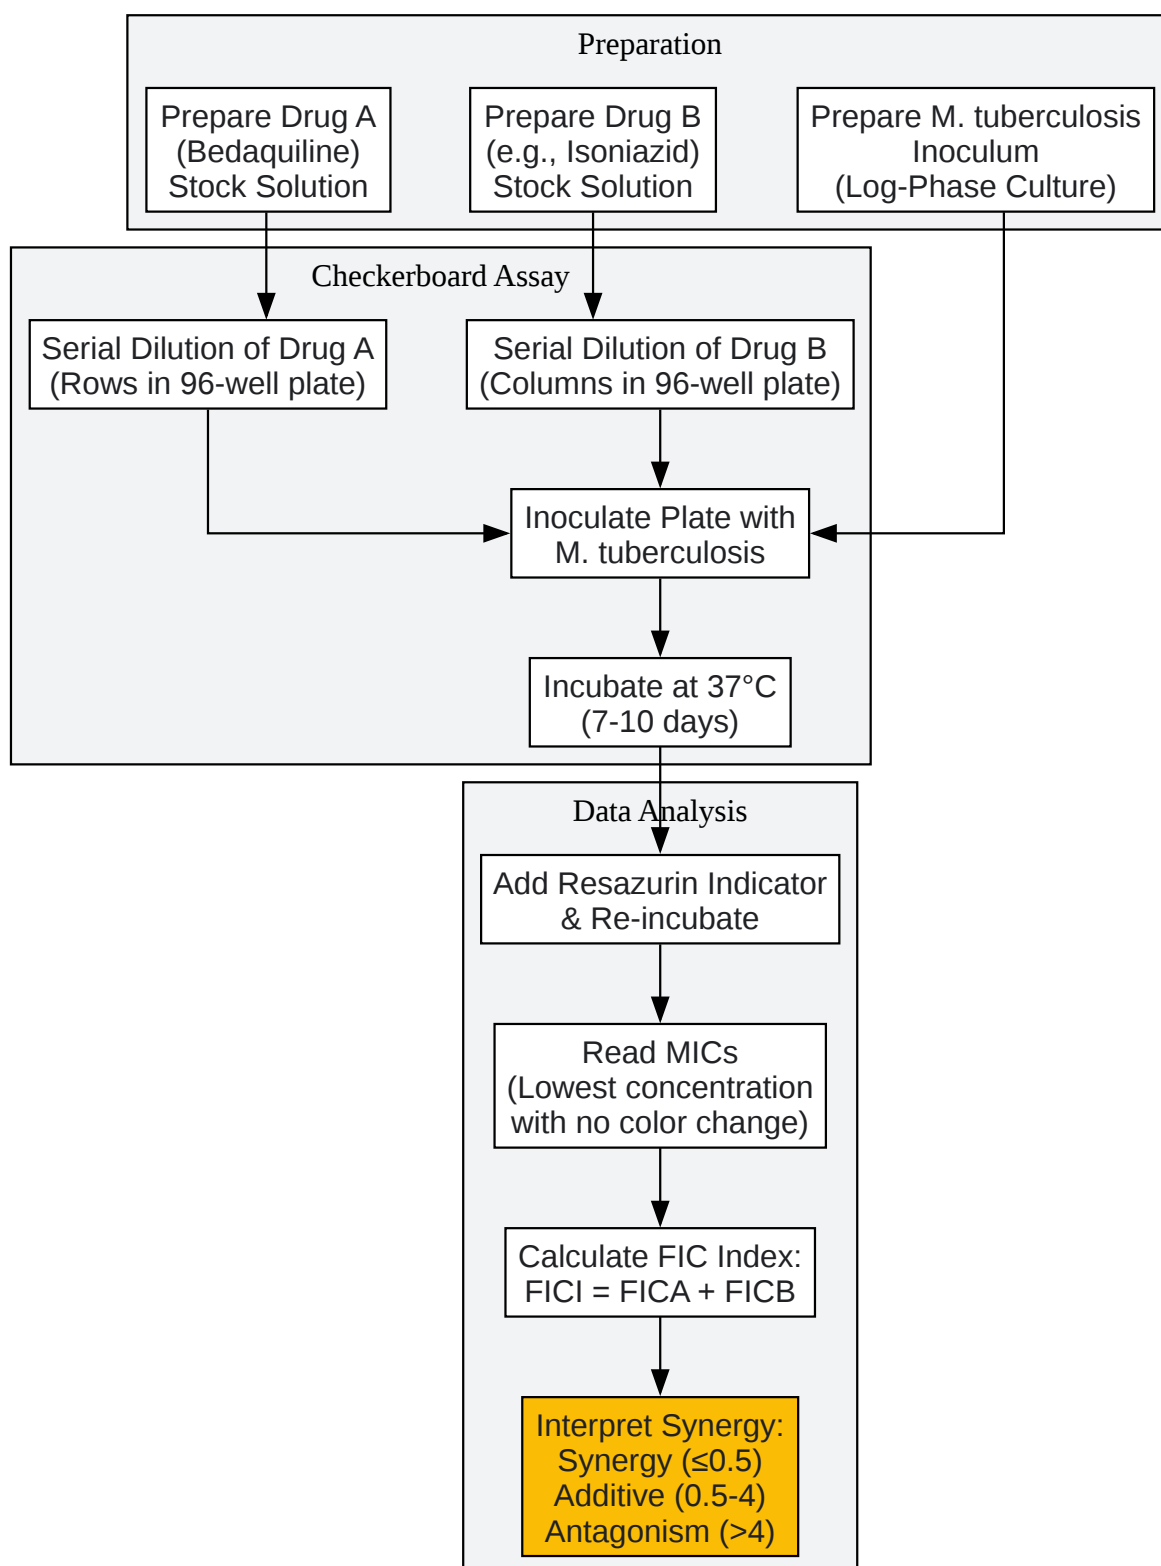 Preparation
Prepare Drug A
(Bedaquiline)
Stock Solution
Prepare Drug B
(e.g., Isoniazid)
Stock Solution
Prepare M. tuberculosis
Inoculum
(Log-Phase Culture)
Checkerboard Assay
Serial Dilution of Drug A
(Rows in 96-well plate)
Serial Dilution of Drug B
(Columns in 96-well plate)
Inoculate Plate with
M. tuberculosis
Incubate at 37°C
(7-10 days)
Data Analysis
Add Resazurin Indicator
& Re-incubate
Read MICs
(Lowest concentration
with no color change)
Calculate FIC Index:
FICI = FICA + FICB
Interpret Synergy:
Synergy (≤0.5)
Additive (0.5-4)
Antagonism (>4)